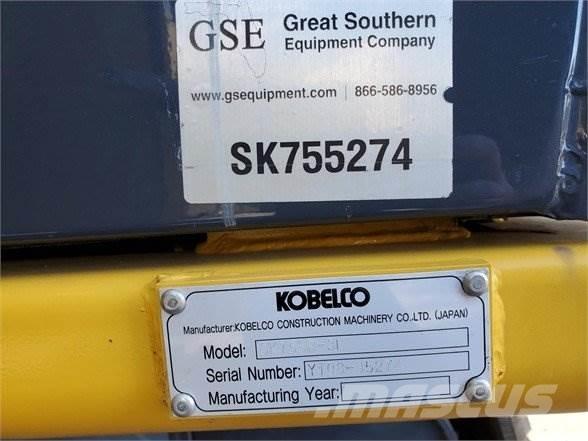 GSE
Great Southern
Equipment Company
www.gsequipment.com | 866-586-8956
SK755274
KOBELCO
Manufacturer:KOBELCO CONSTRUCTION MACHINERY CO.,LTD. (JAPAN)
Model:
Serial Number:
Manufacturing Year:
MASCUS